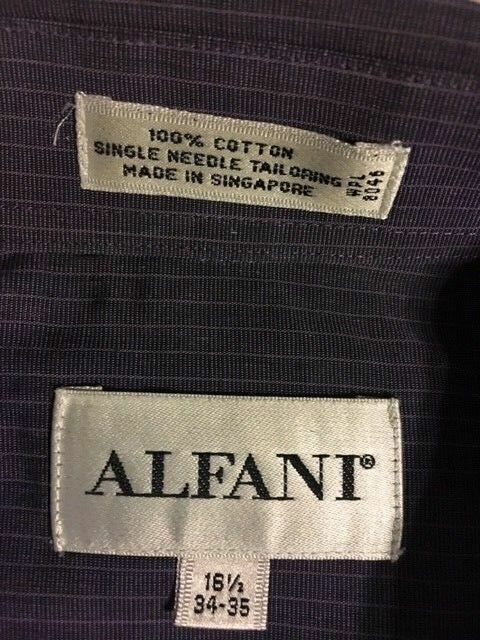 100% COTTON
SINGLE NEEDLE TAILORING
MADE IN SINGAPORE
WPL
8046
ALFANI®
16½
34-35